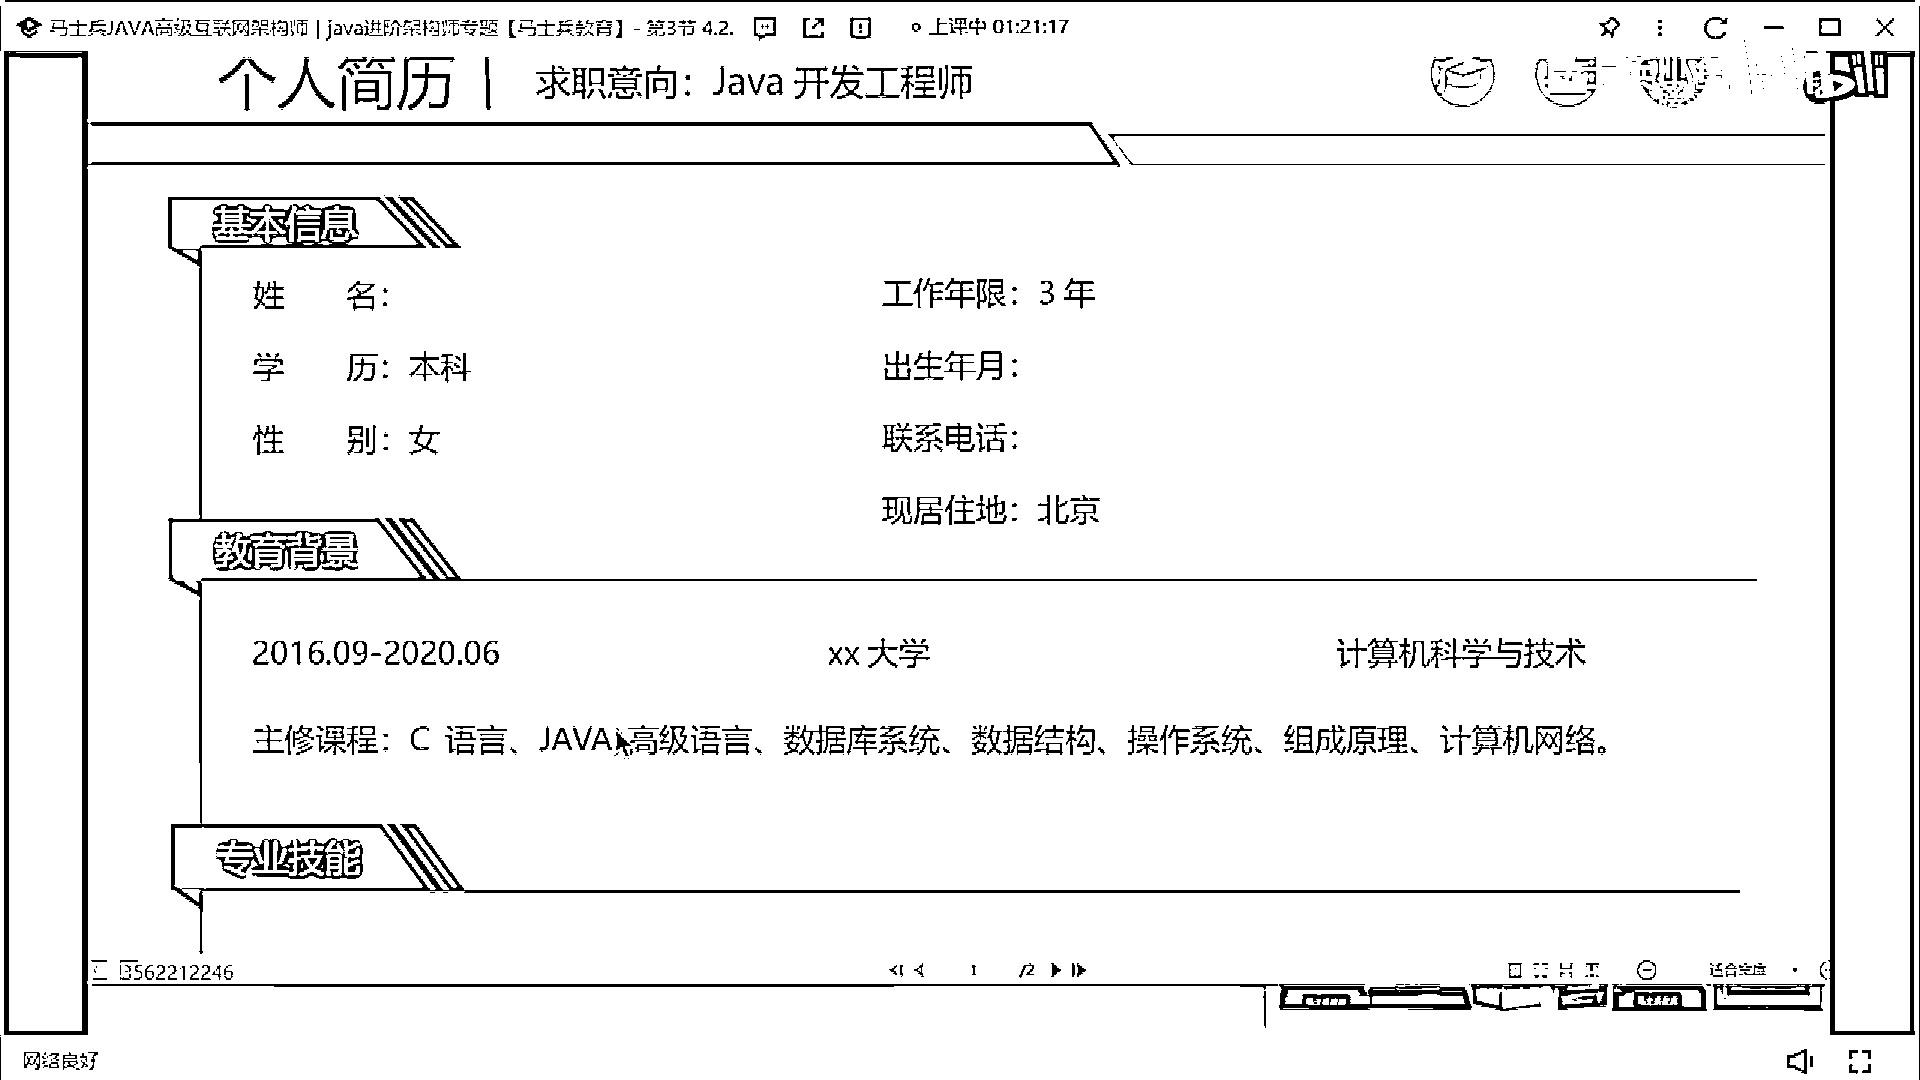 马士兵JAVA高级互联网架构师 | java进阶架构师专题【马士兵教育】- 第3节 4.2. 上课中 01:21:17
个人简历 | 求职意向：Java 开发工程师
基本信息
姓 名： 工作年限：3 年
学 历：本科 出生年月：
性 别：女 联系电话：
现居住地：北京
教育背景
2016.09-2020.06 xx 大学 计算机科学与技术
主修课程：C 语言、JAVA 高级语言、数据库系统、数据结构、操作系统、组成原理、计算机网络。
专业技能
3562212246 1 /2 适合宽度
网络良好